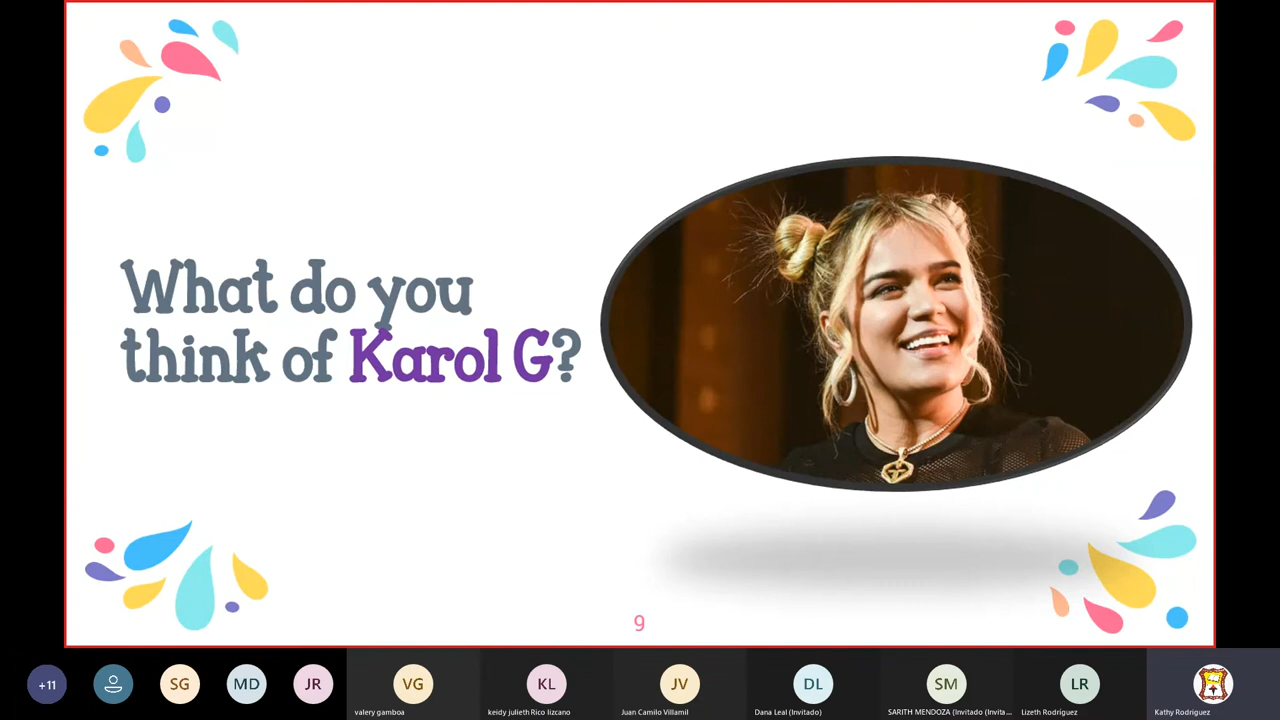 What do you
think of Karol G?
9
+11
SG
MD
JR
VG
KL
JV
DL
SM
LR
valery gamboa
keidy julieth Rico lizcano
Juan Camilo Villamil
Dana Leal (Invitado)
SARITH MENDOZA (Invitado (Invita...
Lizeth Rodríguez
Kathy Rodriguez